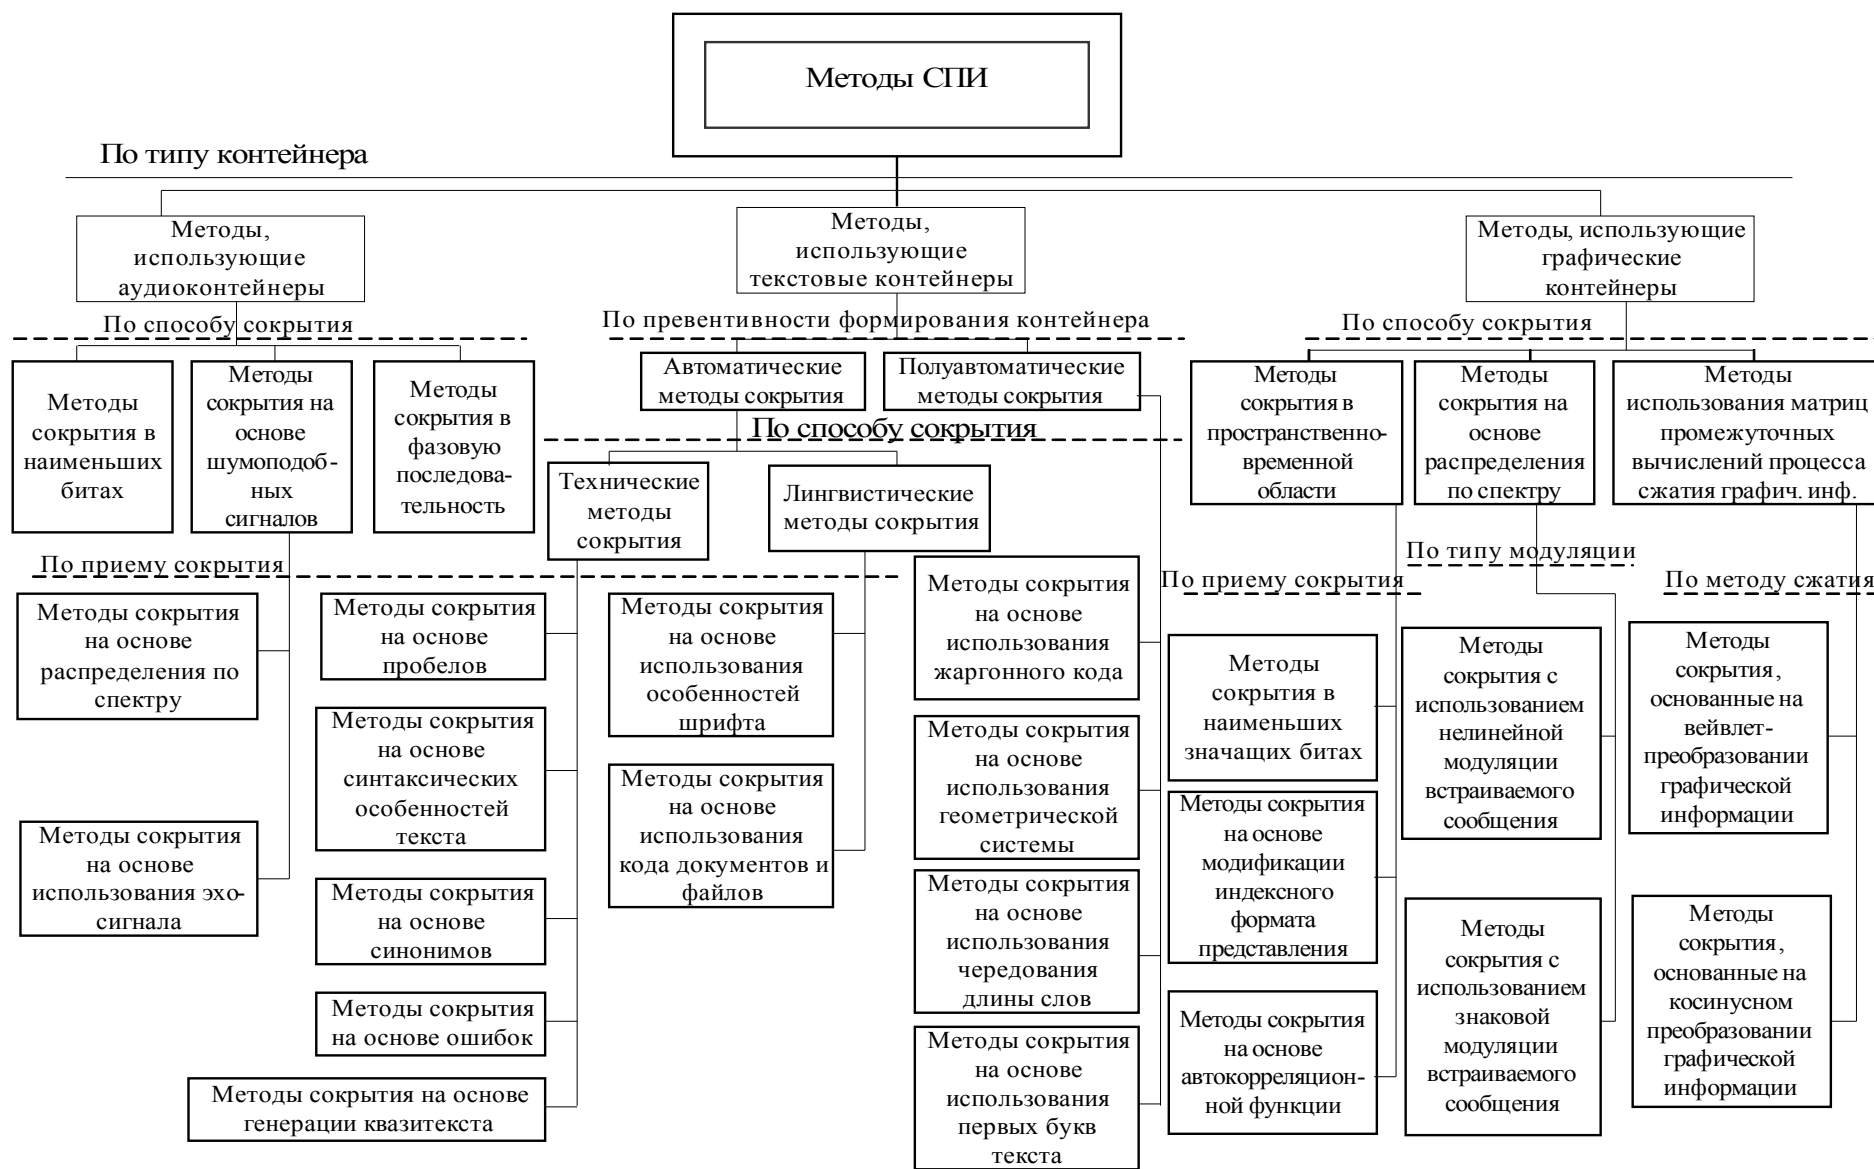 Методы СПИ
По типу контейнера
Методы,
использующие
аудиоконтейнеры
Методы,
использующие
текстовые контейнеры
Методы, использующие
графические
контейнеры
По способу сокрытия
По превентивности формирования контейнера
По способу сокрытия
Методы
сокрытия в
наименьших
битах
Методы
сокрытия на
основе
шумоподоб-
ных
сигналов
Методы
сокрытия в
фазовую
последова-
тельность
Автоматические
методы сокрытия
Полуавтоматические
методы сокрытия
Методы
сокрытия в
пространственно-
временной
области
Методы
сокрытия на
основе
распределения
по спектру
Методы
использования матриц
промежуточных
вычислений процесса
сжатия графич. инф.
По способу сокрытия
Технические
методы
сокрытия
Лингвистические
методы сокрытия
По приему сокрытия
По приему сокрытия
По типу модуляции
По методу сжатия
Методы сокрытия
на основе
распределения по
спектру
Методы сокрытия
на основе
использования эхо-
сигнала
Методы сокрытия
на основе
пробелов
Методы сокрытия
на основе
синтаксических
особенностей
текста
Методы сокрытия
на основе
синонимов
Методы сокрытия
на основе ошибок
Методы сокрытия на основе
генерации квазитекста
Методы сокрытия
на основе
использования
особенностей
шрифта
Методы сокрытия
на основе
использования
кода документов и
файлов
Методы сокрытия
на основе
использования
жаргонного кода
Методы сокрытия
на основе
использования
геометрической
системы
Методы сокрытия
на основе
использования
чередования
длины слов
Методы сокрытия
на основе
использования
первых букв
текста
Методы
сокрытия в
наименьших
значащих битах
Методы сокрытия
на основе
модификации
индексного
формата
представления
Методы сокрытия
на основе
автокорреляцион-
ной функции
Методы
сокрытия с
использованием
нелинейной
модуляции
встраиваемого
сообщения
Методы
сокрытия с
использованием
знаковой
модуляции
встраиваемого
сообщения
Методы
сокрытия,
основанные на
вейвлет-
преобразовании
графической
информации
Методы
сокрытия,
основанные на
косинусном
преобразовании
графической
информации